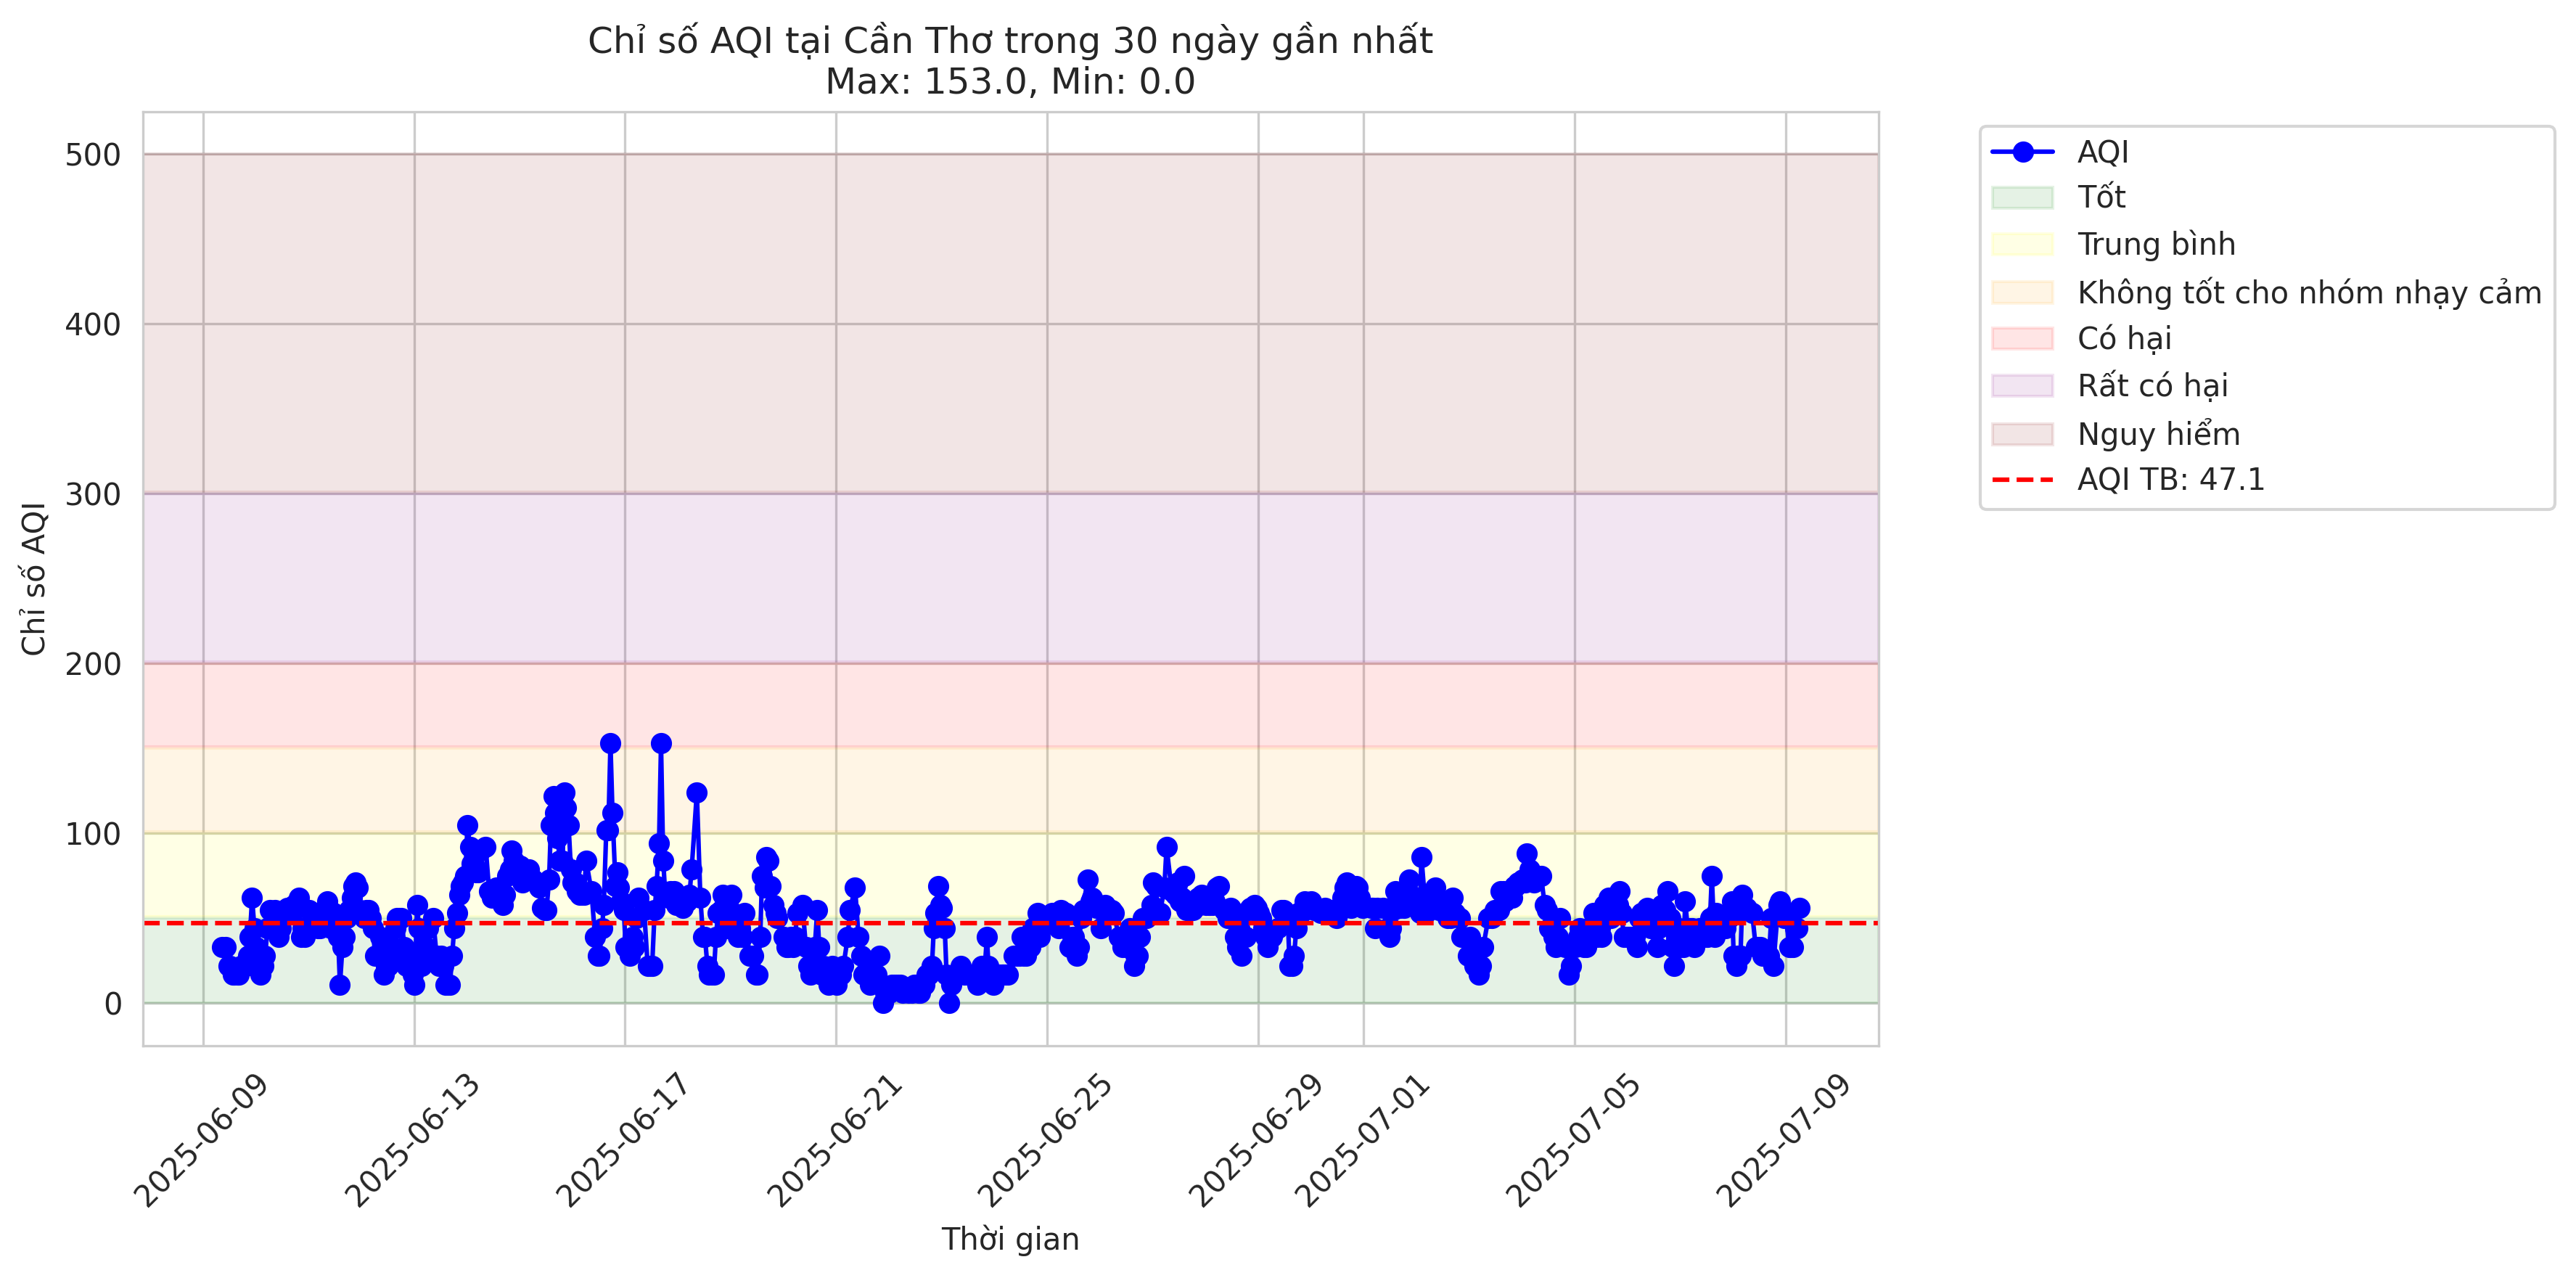 Chỉ số AQI tại Cần Thơ trong 30 ngày gần nhất
Max: 153.0, Min: 0.0
Chỉ số AQI
500
400
300
200
100
0
2025-06-09
2025-06-13
2025-06-17
2025-06-21
2025-06-25
2025-06-29
2025-07-01
2025-07-05
2025-07-09
Thời gian
AQI
Tốt
Trung bình
Không tốt cho nhóm nhạy cảm
Có hại
Rất có hại
Nguy hiểm
AQI TB: 47.1